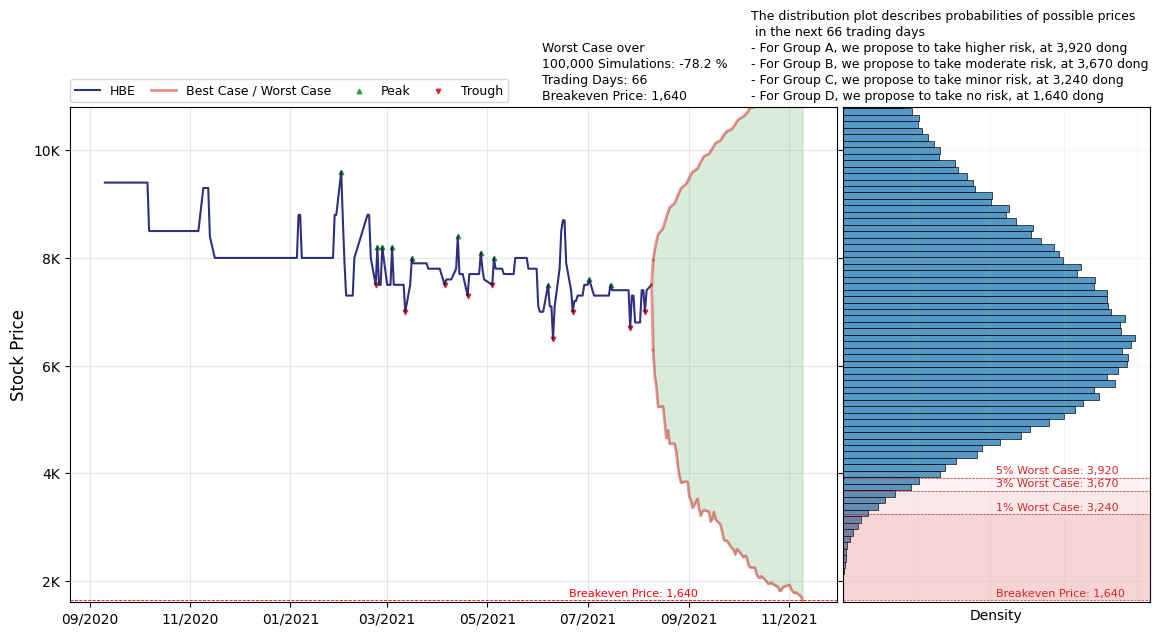 The distribution plot describes probabilities of possible prices
in the next 66 trading days
- For Group A, we propose to take higher risk, at 3,920 dong
- For Group B, we propose to take moderate risk, at 3,670 dong
- For Group C, we propose to take minor risk, at 3,240 dong
- For Group D, we propose to take no risk, at 1,640 dong
Worst Case over
100,000 Simulations: -78.2 %
Trading Days: 66
Breakeven Price: 1,640
HBE
Best Case / Worst Case
Peak
Trough
Stock Price
10K
8K
6K
4K
2K
Breakeven Price: 1,640
09/2020
11/2020
01/2021
03/2021
05/2021
07/2021
09/2021
11/2021
5% Worst Case: 3,920
3% Worst Case: 3,670
1% Worst Case: 3,240
Breakeven Price: 1,640
Density